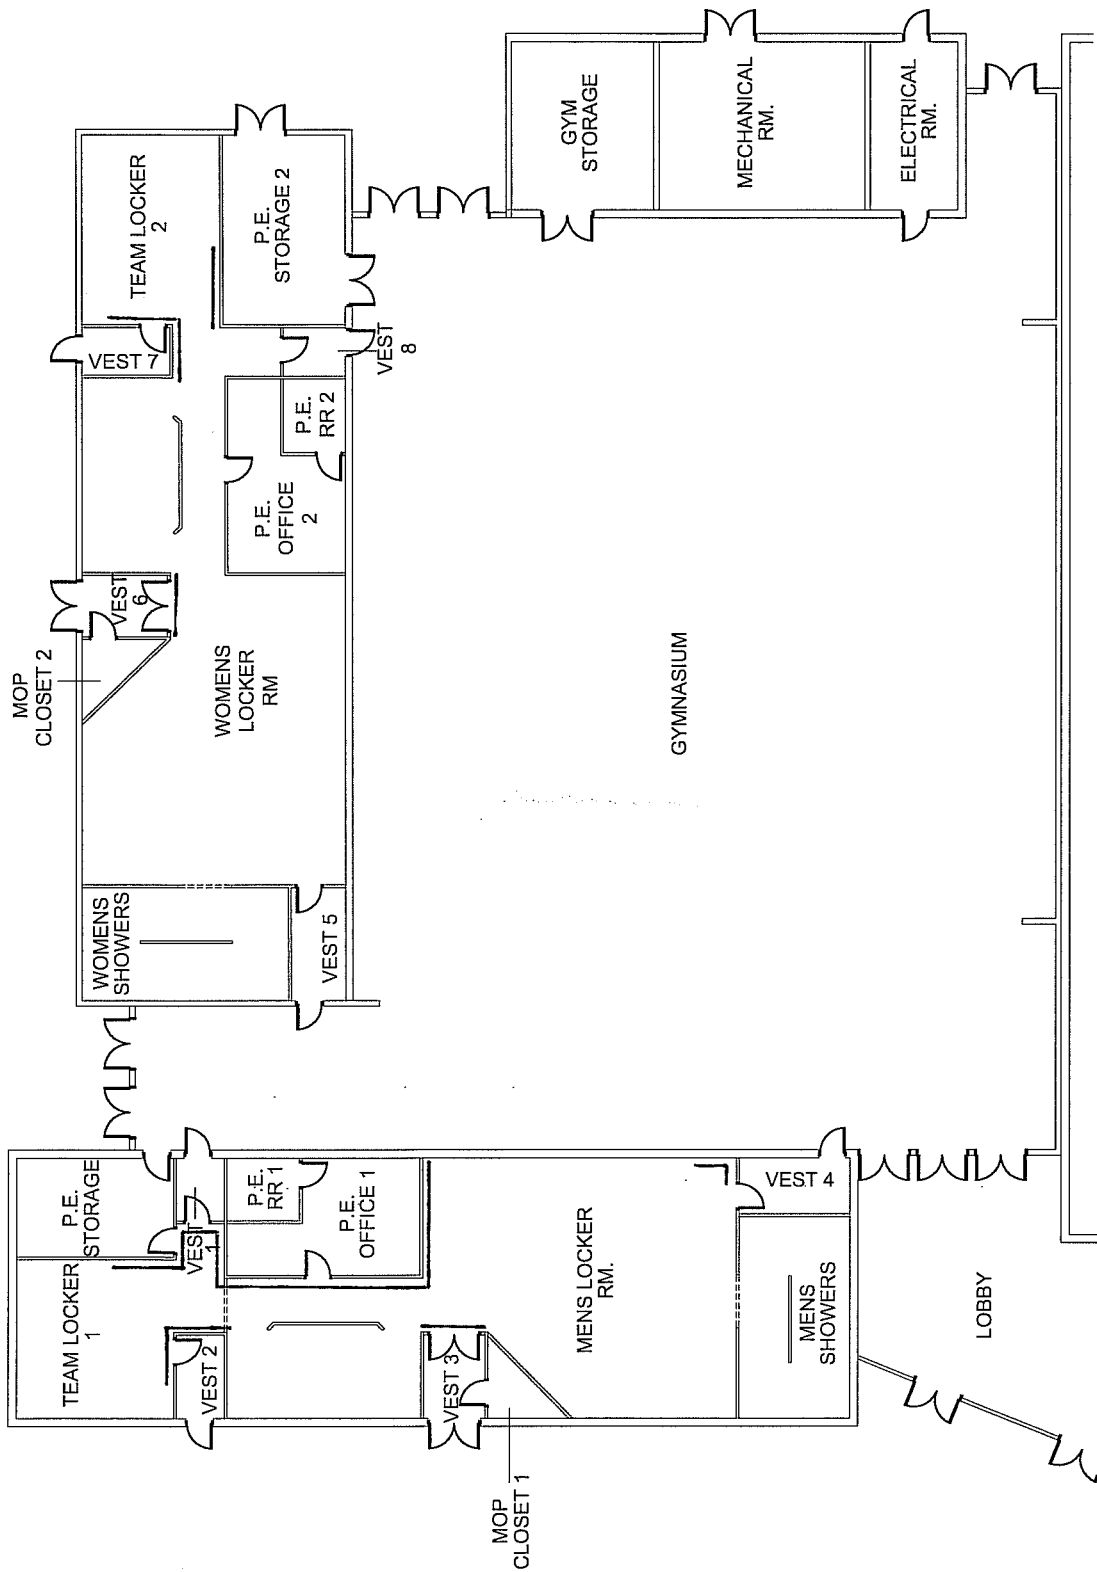 TEAM LOCKER
1
P.E.
STORAGE
VEST 2
VEST
1
P.E.
RR 1
P.E.
OFFICE 1
VEST 3
MOP
CLOSET 1
MENS LOCKER
RM.
VEST 4
MENS
SHOWERS
LOBBY
WOMENS
SHOWERS
VEST 5
MOP
CLOSET 2
VEST
6
WOMENS
LOCKER
RM
P.E.
OFFICE
2
P.E.
RR 2
VEST 7
VEST
8
TEAM LOCKER
2
P.E.
STORAGE 2
GYMNASIUM
GYM
STORAGE
MECHANICAL
RM.
ELECTRICAL
RM.